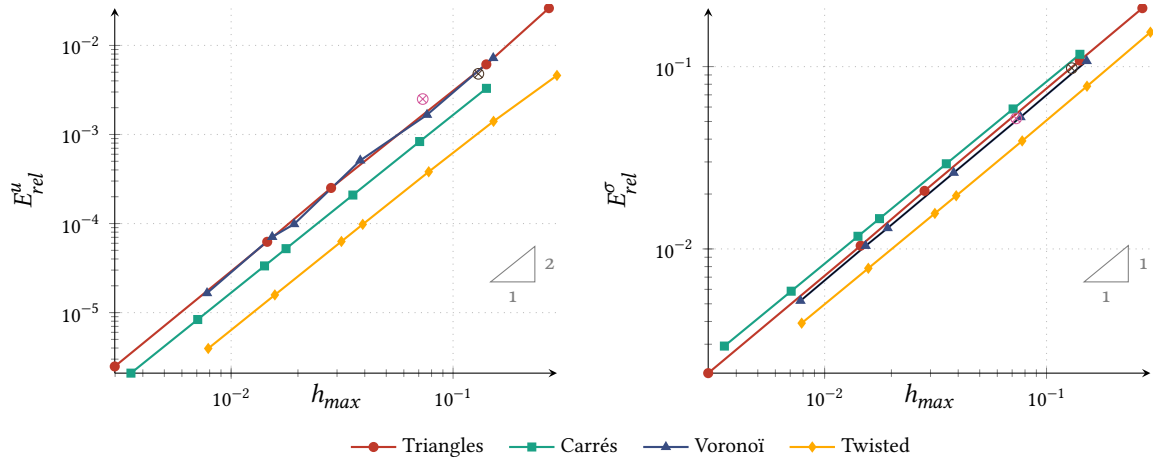 10⁻²
10⁻³
10⁻⁴
10⁻⁵
E^u_rel
10⁻²
10⁻¹
h_max
2
1
10⁻¹
10⁻²
E^σ_rel
10⁻²
10⁻¹
h_max
1
1
Triangles Carrés Voronoï Twisted